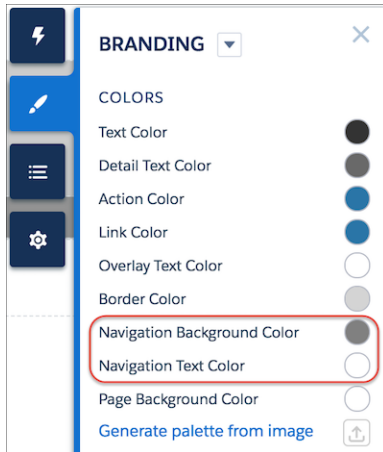 BRANDING
COLORS
Text Color
Detail Text Color
Action Color
Link Color
Overlay Text Color
Border Color
Navigation Background Color
Navigation Text Color
Page Background Color
Generate palette from image